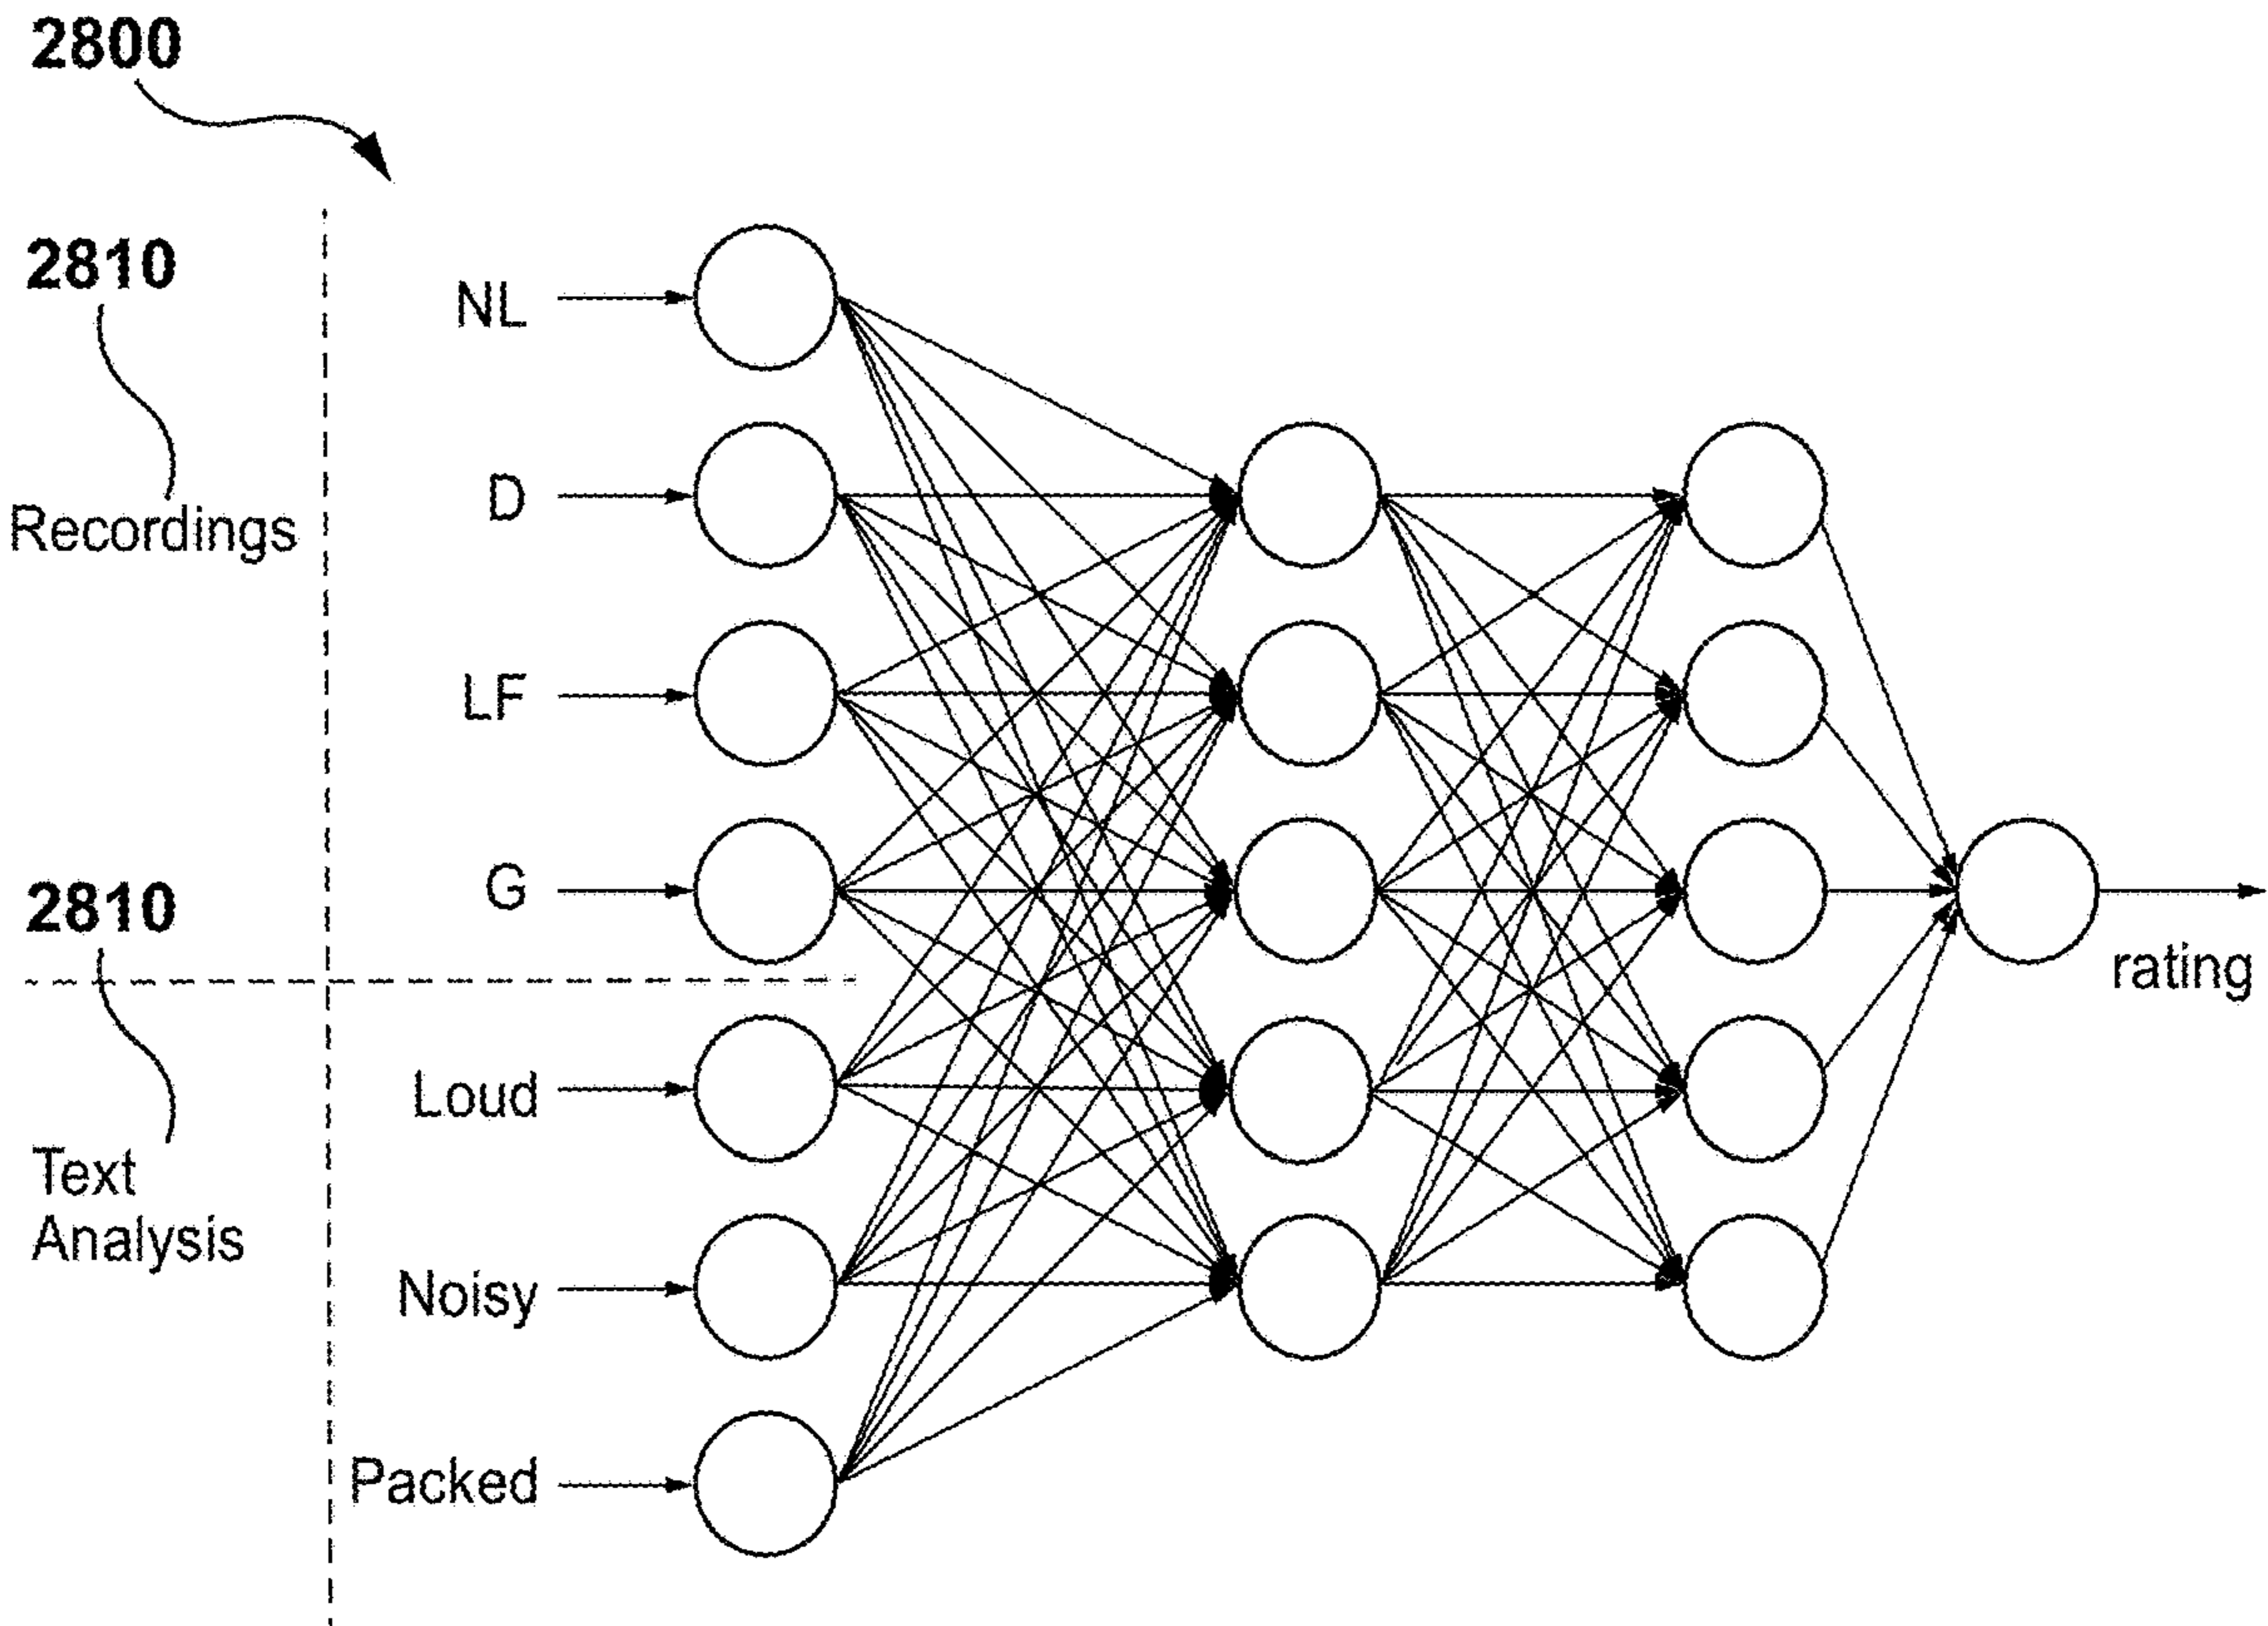 2800
2810
Recordings
NL
D
LF
G
2810
Text
Analysis
Loud
Noisy
Packed
rating